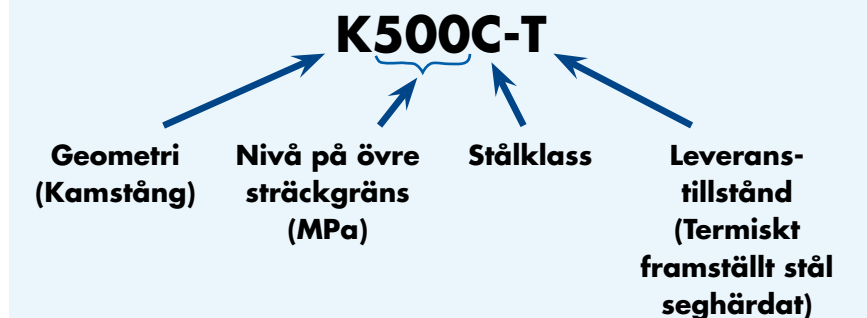 K500C-T
Geometri
(Kamstång)
Nivå på övre
sträckgräns
(MPa)
Stålklass
Leverans-
tillstånd
(Termiskt
framställt stål
seghärdat)